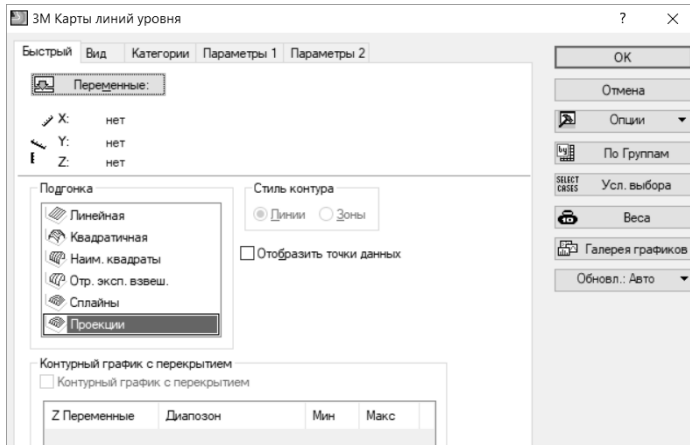 3М Карты линий уровня
? ×
Быстрый Вид Категории Параметры 1 Параметры 2
Переменные:
X: нет
Y: нет
Z: нет
Подгонка
Линейная
Квадратичная
Наим. квадраты
Отр. эксп. взвеш.
Сплайны
Проекции
Стиль контура
Линии Зоны
Отобразить точки данных
Контурный график с перекрытием
Контурный график с перекрытием
Z Переменные Диапозон Мин Макс
OK
Отмена
Опции
By По Группам
SELECT CASES Усл. выбора
Веса
Галерея графиков
Обновл.: Авто